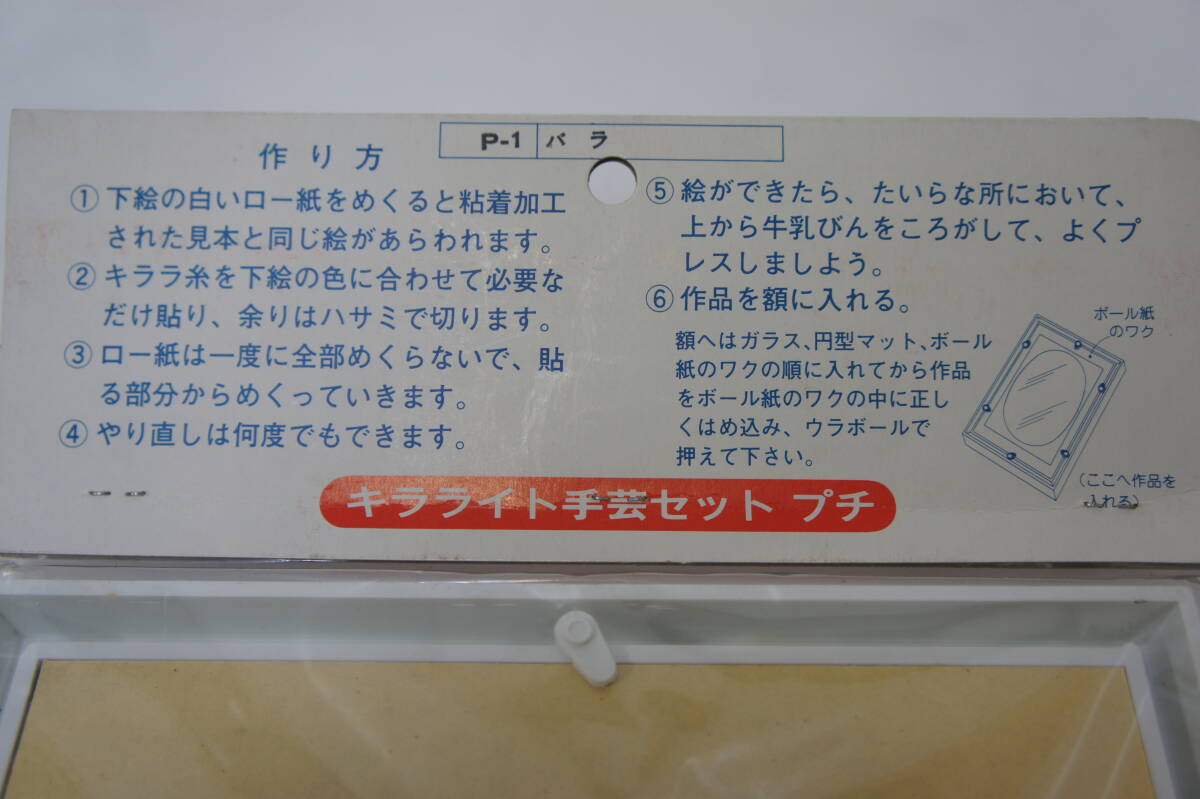 P-1 バラ
作り方
① 下絵の白いロー紙をめくると粘着加工
された見本と同じ絵があらわれます。
② キララ糸を下絵の色に合わせて必要な
だけ貼り、余りはハサミで切ります。
③ ロー紙は一度に全部めくらないで、貼
る部分からめくっていきます。
④ やり直しは何度でもできます。
⑤ 絵ができたら、たいらな所において、
上から牛乳びんをころがして、よくプ
レスしましよう。
⑥ 作品を額に入れる。
額へはガラス、円型マット、ボール
紙のワクの順に入れてから作品
をボール紙のワクの中に正し
くはめ込み、ウラボールで
押えて下さい。
ボール紙
のワク
(ここへ作品を
入れる)
キラライト手芸セット プチ